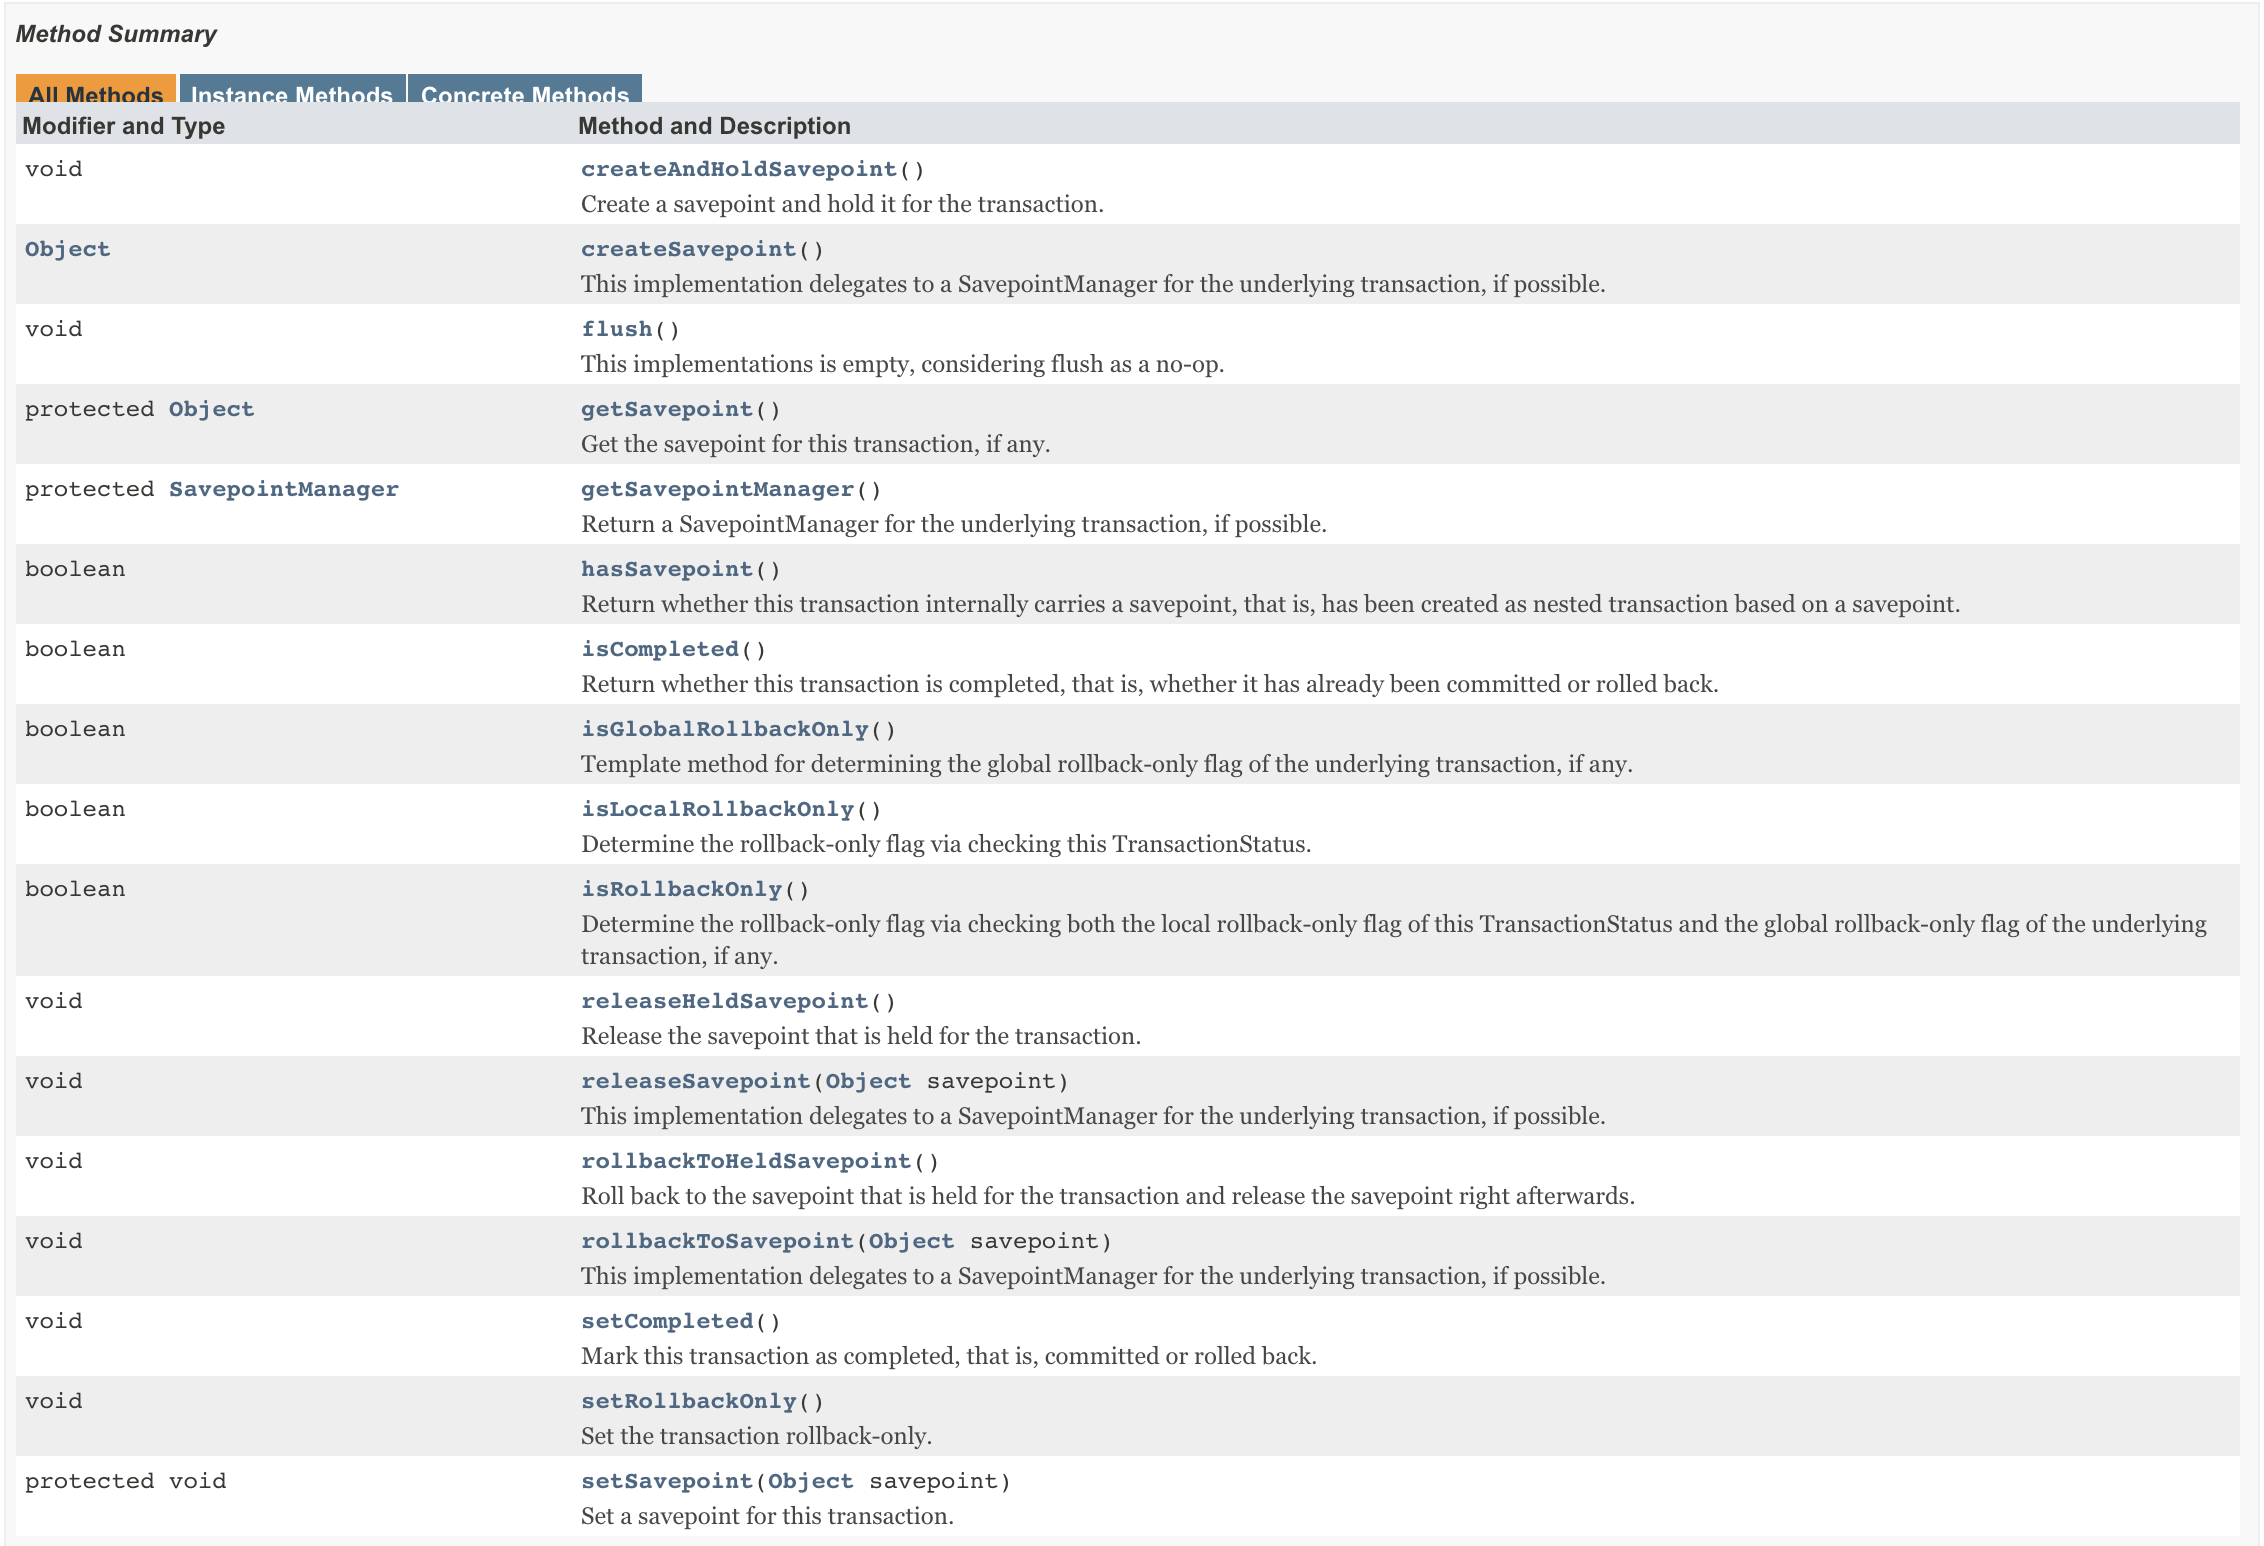 Method Summary
All Methods Instance Methods Concrete Methods
Modifier and Type Method and Description
void createAndHoldSavepoint()
Create a savepoint and hold it for the transaction.
Object createSavepoint()
This implementation delegates to a SavepointManager for the underlying transaction, if possible.
void flush()
This implementations is empty, considering flush as a no-op.
protected Object getSavepoint()
Get the savepoint for this transaction, if any.
protected SavepointManager getSavepointManager()
Return a SavepointManager for the underlying transaction, if possible.
boolean hasSavepoint()
Return whether this transaction internally carries a savepoint, that is, has been created as nested transaction based on a savepoint.
boolean isCompleted()
Return whether this transaction is completed, that is, whether it has already been committed or rolled back.
boolean isGlobalRollbackOnly()
Template method for determining the global rollback-only flag of the underlying transaction, if any.
boolean isLocalRollbackOnly()
Determine the rollback-only flag via checking this TransactionStatus.
boolean isRollbackOnly()
Determine the rollback-only flag via checking both the local rollback-only flag of this TransactionStatus and the global rollback-only flag of the underlying
transaction, if any.
void releaseHeldSavepoint()
Release the savepoint that is held for the transaction.
void releaseSavepoint(Object savepoint)
This implementation delegates to a SavepointManager for the underlying transaction, if possible.
void rollbackToHeldSavepoint()
Roll back to the savepoint that is held for the transaction and release the savepoint right afterwards.
void rollbackToSavepoint(Object savepoint)
This implementation delegates to a SavepointManager for the underlying transaction, if possible.
void setCompleted()
Mark this transaction as completed, that is, committed or rolled back.
void setRollbackOnly()
Set the transaction rollback-only.
protected void setSavepoint(Object savepoint)
Set a savepoint for this transaction.